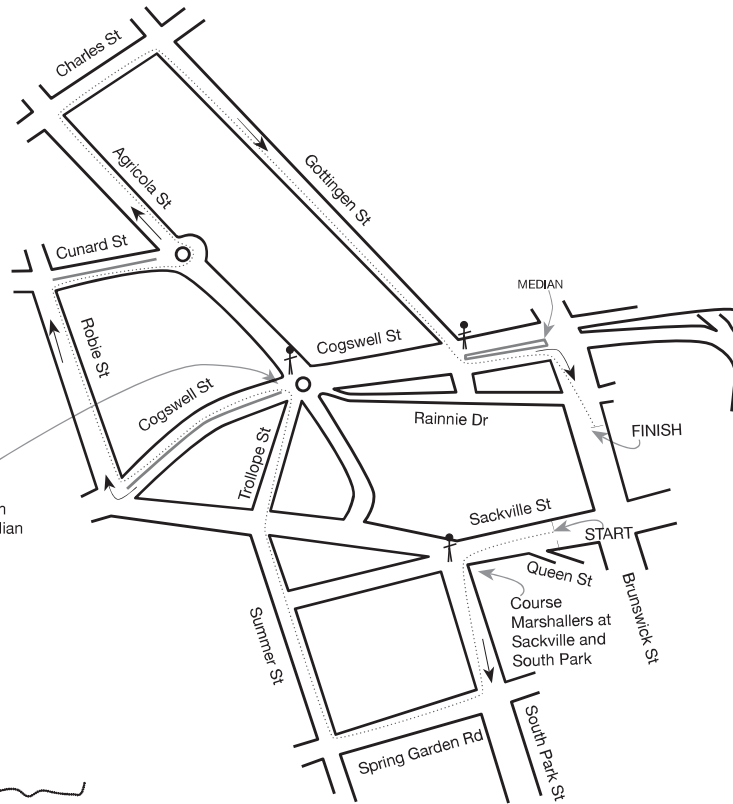 Charles St
Agricola St
Gottingen St
Cunard St
MEDIAN
Robie St
Cogswell St
Cogswell St
Rainnie Dr
FINISH
Trollope St
Sackville St
START
n
lian
Queen St
Course
Marshallers at
Sackville and
South Park
Brunswick St
Summer St
Spring Garden Rd
South Park St